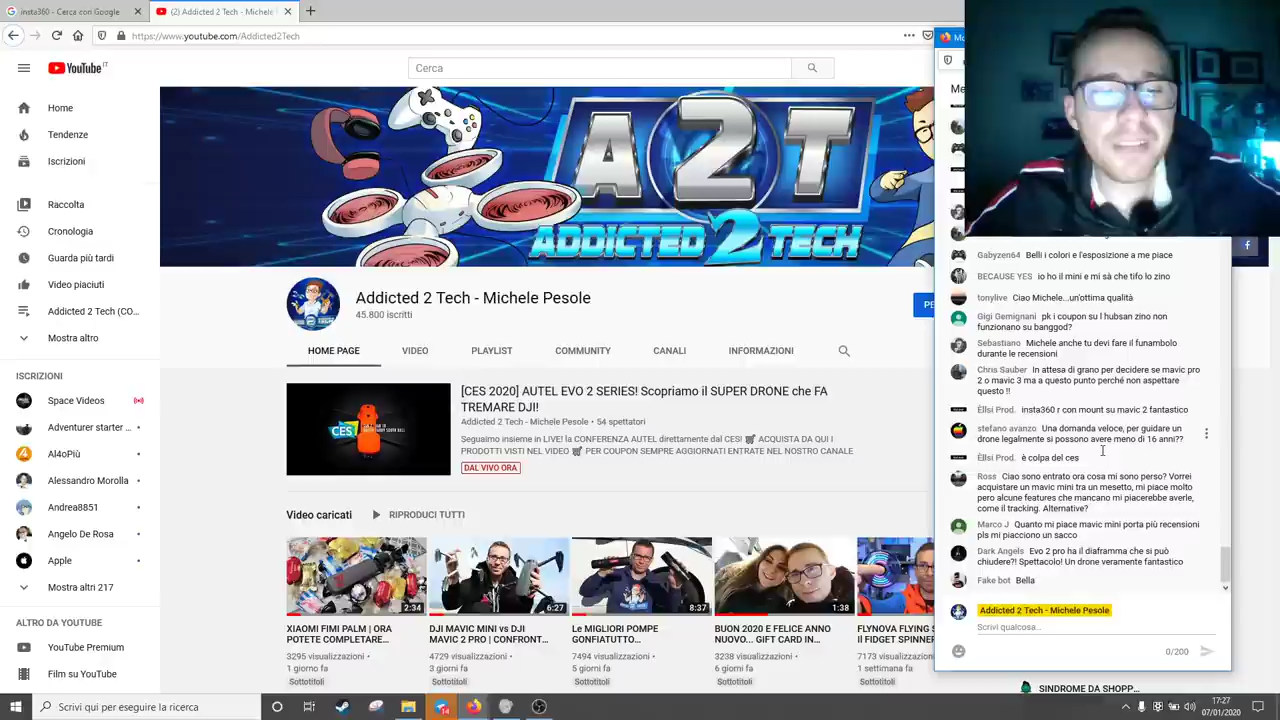 insta360 - Cerca con Google
(2) Addicted 2 Tech - Michele
https://www.youtube.com/Addicted2Tech
YouTube IT
Cerca
Home
Tendenze
Iscrizioni
Raccolta
Cronologia
Guarda più tardi
Video piaciuti
Addicted 2 Tech (CO...
Mostra altro
ISCRIZIONI
Space Videos
Adventurer starter ...
Al4oPiù
Alessandro Morolla
Andrea8851
Angelo De Rosa
Apple
Mostra altri 217
ALTRO DA YOUTUBE
YouTube Premium
Film su YouTube
A2T
ADDICTED 2 TECH
Addicted 2 Tech - Michele Pesole
45.800 iscritti
HOME PAGE
VIDEO
PLAYLIST
COMMUNITY
CANALI
INFORMAZIONI
CES
[CES 2020] AUTEL EVO 2 SERIES! Scopriamo il SUPER DRONE che FA
TREMARE DJI!
Addicted 2 Tech - Michele Pesole • 54 spettatori
Seguaimo insieme in LIVE! la CONFERENZA AUTEL direttamente dal CES! 🛒 ACQUISTA DA QUI I
PRODOTTI VISTI NEL VIDEO 🛒 PER COUPON SEMPRE AGGIORNATI ENTRATE NEL NOSTRO CANALE
DAL VIVO ORA
Video caricati
RIPRODUCI TUTTI
2:34
6:27
8:37
1:38
XIAOMI FIMI PALM | ORA
POTETE COMPLETARE...
3295 visualizzazioni •
1 giorno fa
Sottotitoli
DJI MAVIC MINI vs DJI
MAVIC 2 PRO | CONFRONT...
4729 visualizzazioni •
3 giorni fa
Sottotitoli
Le MIGLIORI POMPE
GONFIATUTTO...
7494 visualizzazioni •
5 giorni fa
Sottotitoli
BUON 2020 E FELICE ANNO
NUOVO... GIFT CARD IN...
3238 visualizzazioni •
6 giorni fa
Sottotitoli
FLYNOVA FLYING S
il FIDGET SPINNER
7173 visualizzazioni •
1 settimana fa
Sottotitoli
PE
Me
Gabyzen64 Belli i colori e l'esposizione a me piace
BECAUSE YES io ho il mini e mi sà che tifo lo zino
tonylive Ciao Michele...un'ottima qualità
Gigi Gemignani pk i coupon su l hubsan zino non
funzionano su banggod?
Sebastiano Michele anche tu devi fare il funambolo
durante le recensioni
Chris Sauber In attesa di grano per decidere se mavic pro
2 o mavic 3 ma a questo punto perché non aspettare
questo !!
Èllsi Prod. insta360 r con mount su mavic 2 fantastico
stefano avanzo Una domanda veloce, per guidare un
drone legalmente si possono avere meno di 16 anni??
Èllsi Prod. è colpa del ces
Ross Ciao sono entrato ora cosa mi sono perso? Vorrei
acquistare un mavic mini tra un mesetto, mi piace molto
pero alcune features che mancano mi piacerebbe averle,
come il tracking. Alternative?
Marco J Quanto mi piace mavic mini porta più recensioni
pls mi piacciono un sacco
Dark Angels Evo 2 pro ha il diaframma che si può
chiudere?! Spettacolo! Un drone veramente fantastico
Fake bot Bella
Addicted 2 Tech - Michele Pesole
Scrivi qualcosa...
0/200
SINDROME DA SHOPP...
Scrivi qui per eseguire la ricerca
14
17:27
07/01/2020